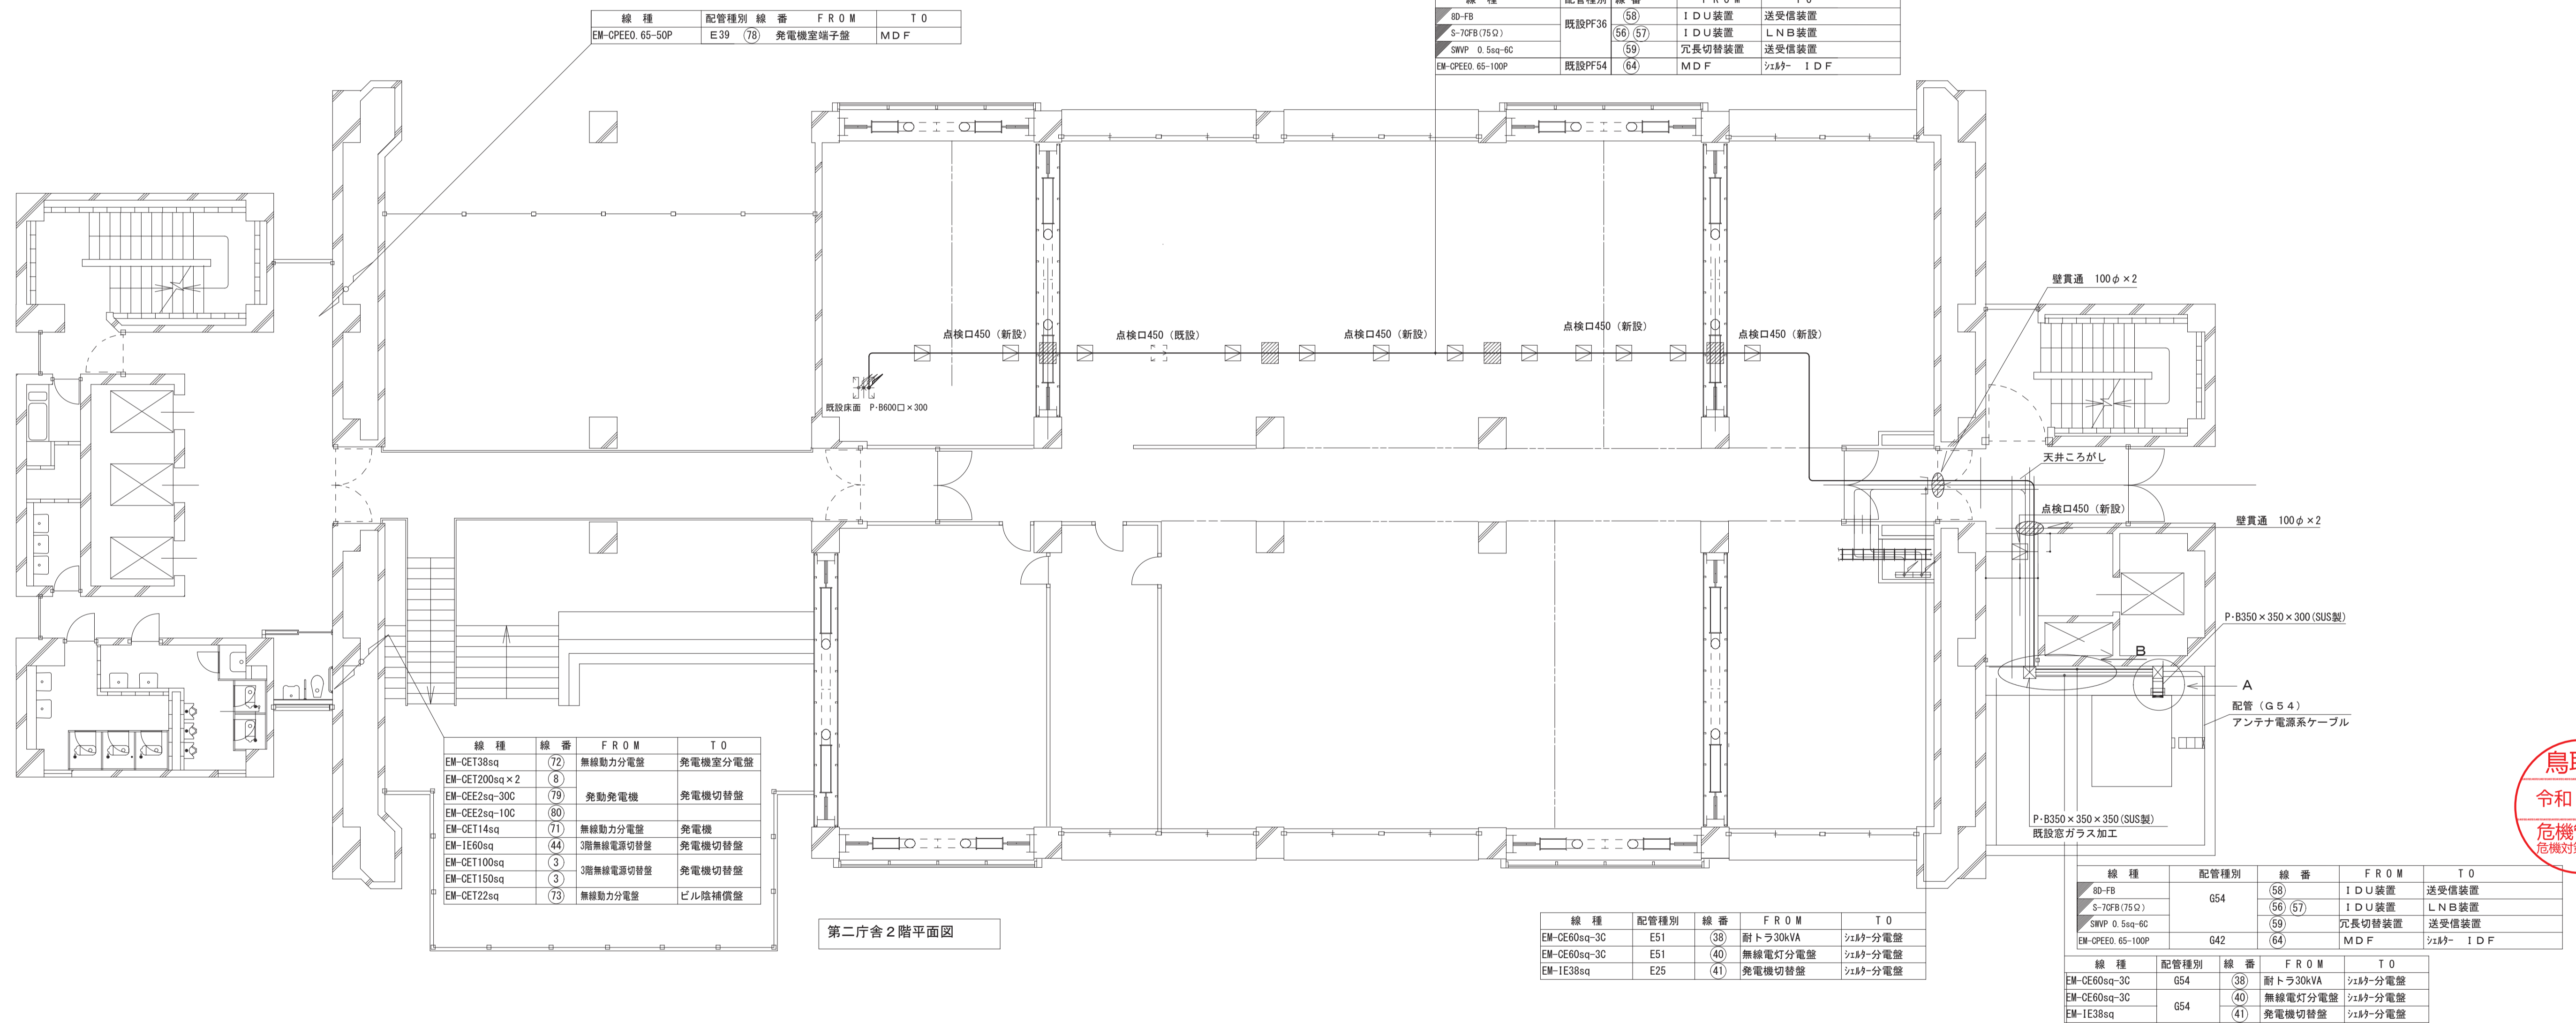 線　種　配管種別　線　番　ＦＲＯＭ　ＴＯ
EM-CPEE0.65-50P　Ｅ39　㊆　発電機室端子盤　ＭＤＦ
線　種　配管種別　線 番　ＦＲＯＭ　ＴＯ
8D-FB　既設PF36　(58)　ＩＤＵ装置　送受信装置
S-7CFB(75Ω)　(56) (57)　ＩＤＵ装置　ＬＮＢ装置
SWVP 0.5sq-6C　(59)　冗長切替装置　送受信装置
EM-CPEE0.65-100P　既設PF54　(64)　ＭＤＦ　ｼｪﾙﾀｰ ＩＤＦ
壁貫通　100φ×2
点検口450（新設）
点検口450（既設）
点検口450（新設）
点検口450（新設）
点検口450（新設）
既設床面　P･B600口×300
天井ころがし
点検口450（新設）
壁貫通　100φ×2
P･B350×350×300(SUS製)
B
A
配管（Ｇ５４）
アンテナ電源系ケーブル
P･B350×350×350(SUS製)
既設窓ガラス加工
線　種　線　番　ＦＲＯＭ　ＴＯ
EM-CET38sq　(72)　無線動力分電盤　発電機室分電盤
EM-CET200sq×2　(8)
EM-CEE2sq-30C　(79)　発動発電機　発電機切替盤
EM-CEE2sq-10C　(80)
EM-CET14sq　(71)　無線動力分電盤　発電機
EM-IE60sq　(44)　3階無線電源切替盤　発電機切替盤
EM-CET100sq　(3)　3階無線電源切替盤　発電機切替盤
EM-CET150sq　(3)
EM-CET22sq　(73)　無線動力分電盤　ビル陰補償盤
第二庁舎２階平面図
線　種　配管種別　線 番　ＦＲＯＭ　ＴＯ
EM-CE60sq-3C　E51　(38)　耐トラ30kVA　ｼｪﾙﾀｰ分電盤
EM-CE60sq-3C　E51　(40)　無線電灯分電盤　ｼｪﾙﾀｰ分電盤
EM-IE38sq　E25　(41)　発電機切替盤　ｼｪﾙﾀｰ分電盤
線　種　配管種別　線　番　ＦＲＯＭ　ＴＯ
8D-FB　G54　(58)　ＩＤＵ装置　送受信装置
S-7CFB(75Ω)　(56) (57)　ＩＤＵ装置　ＬＮＢ装置
SWVP 0.5sq-6C　(59)　冗長切替装置　送受信装置
EM-CPEE0.65-100P　G42　(64)　ＭＤＦ　ｼｪﾙﾀｰ ＩＤＦ
線　種　配管種別　線　番　ＦＲＯＭ　ＴＯ
EM-CE60sq-3C　G54　(38)　耐トラ30kVA　ｼｪﾙﾀｰ分電盤
EM-CE60sq-3C　G54　(40)　無線電灯分電盤　ｼｪﾙﾀｰ分電盤
EM-IE38sq　(41)　発電機切替盤　ｼｪﾙﾀｰ分電盤
鳥
令和
危機
危機対